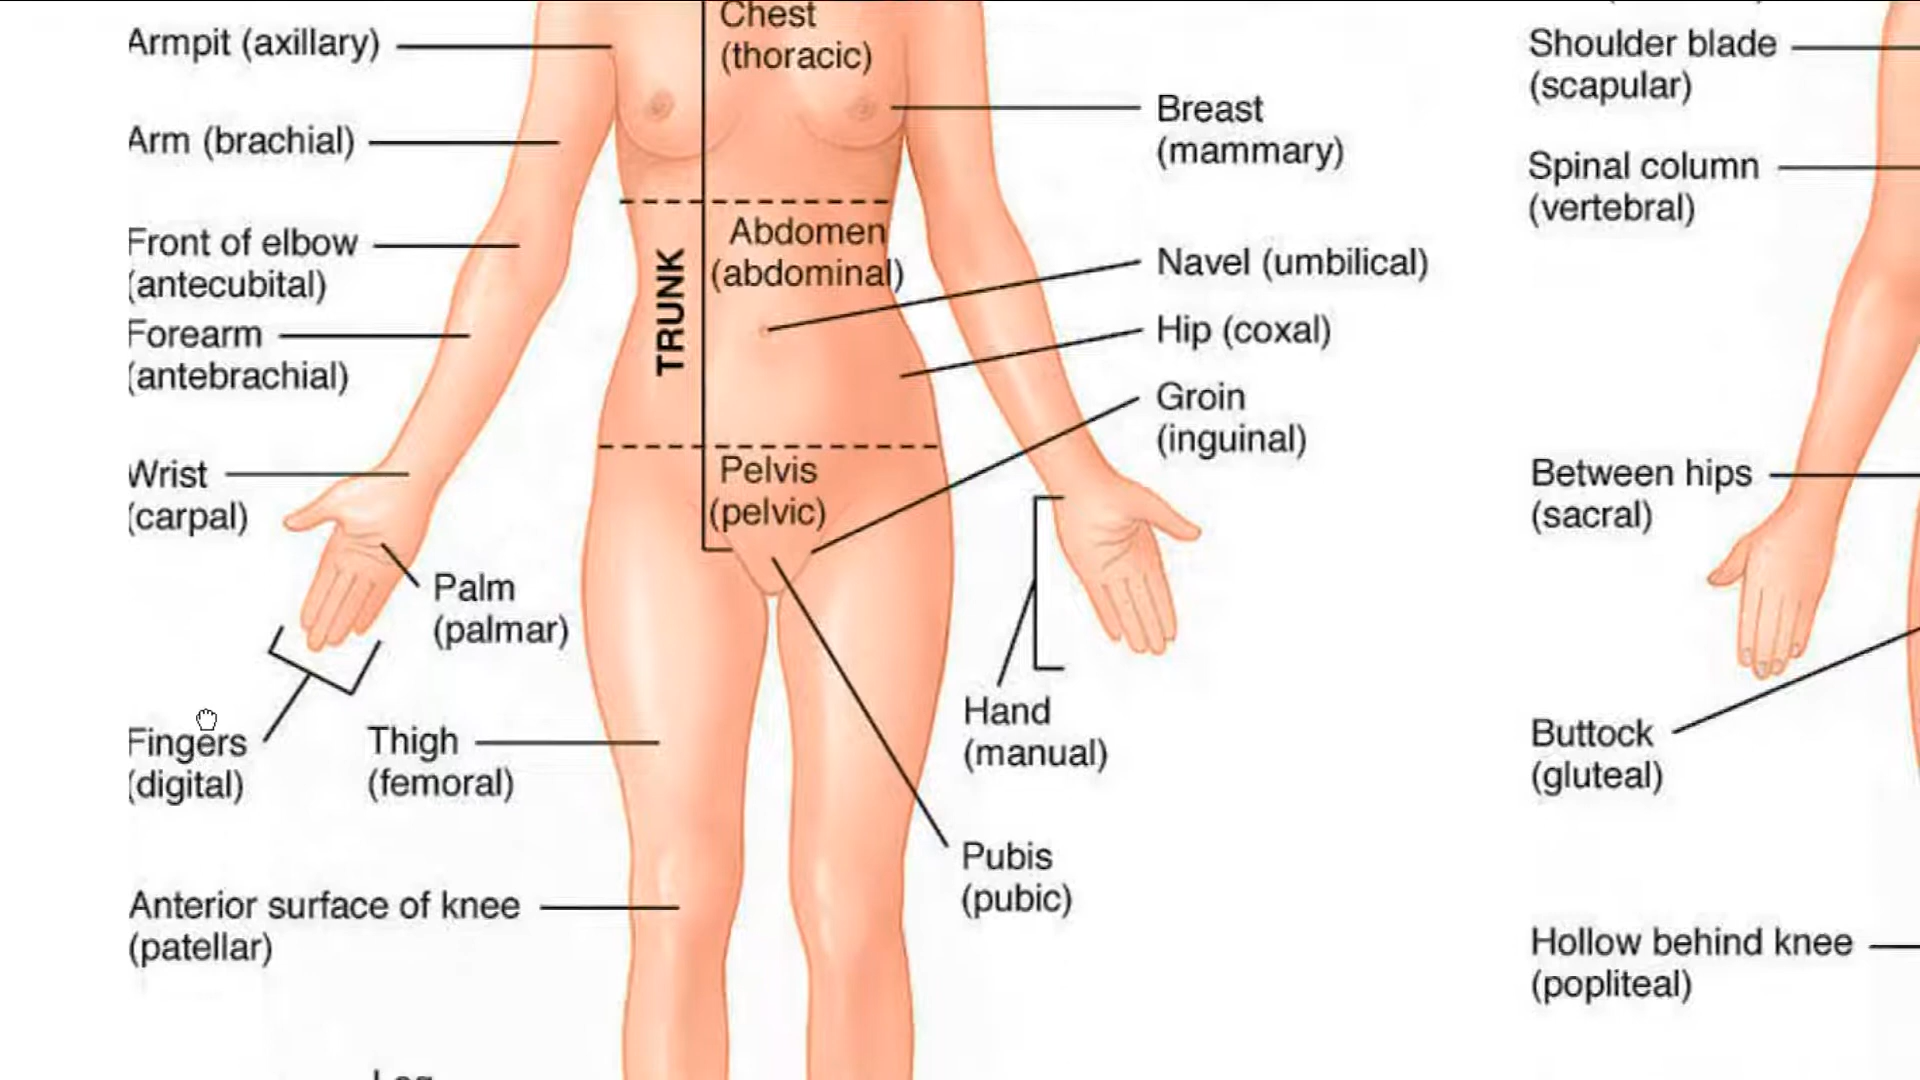 Chest
(thoracic)
Armpit (axillary)
Arm (brachial)
Front of elbow
(antecubital)
Forearm
(antebrachial)
Wrist
(carpal)
Palm
(palmar)
Fingers
(digital)
Thigh
(femoral)
Anterior surface of knee
(patellar)
TRUNK
Abdomen
(abdominal)
Pelvis
(pelvic)
Breast
(mammary)
Navel (umbilical)
Hip (coxal)
Groin
(inguinal)
Hand
(manual)
Pubis
(pubic)
Shoulder blade
(scapular)
Spinal column
(vertebral)
Between hips
(sacral)
Buttock
(gluteal)
Hollow behind knee
(popliteal)